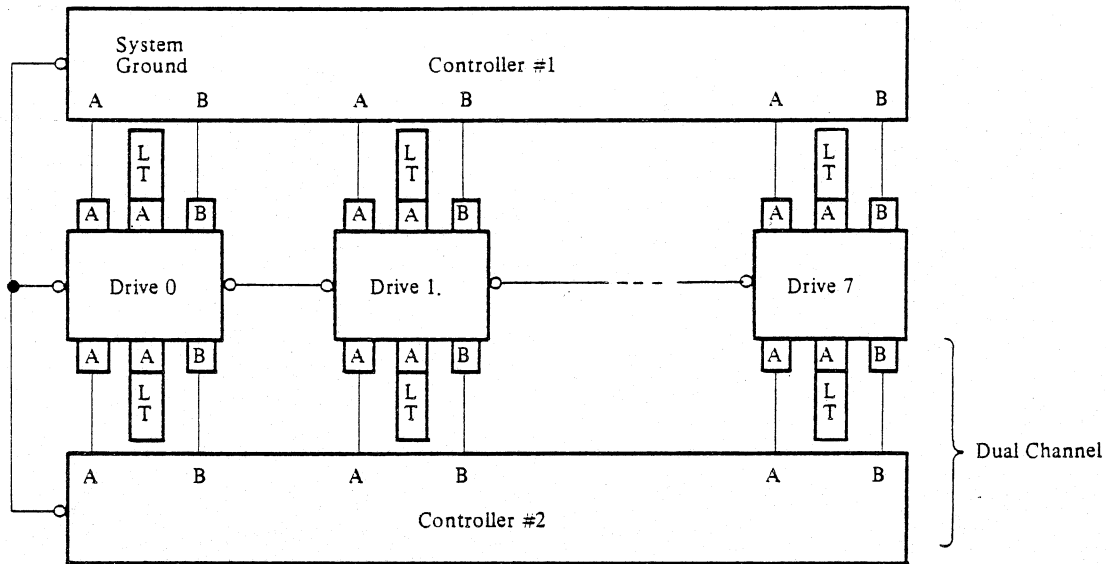 System
Ground
Controller #1
A B A B A B
L
T
L
T
L
T
A A B A A B A A B
Drive 0 Drive 1. Drive 7
A A B A A B A A B
L
T
L
T
L
T
Dual Channel
A B A B A B
Controller #2